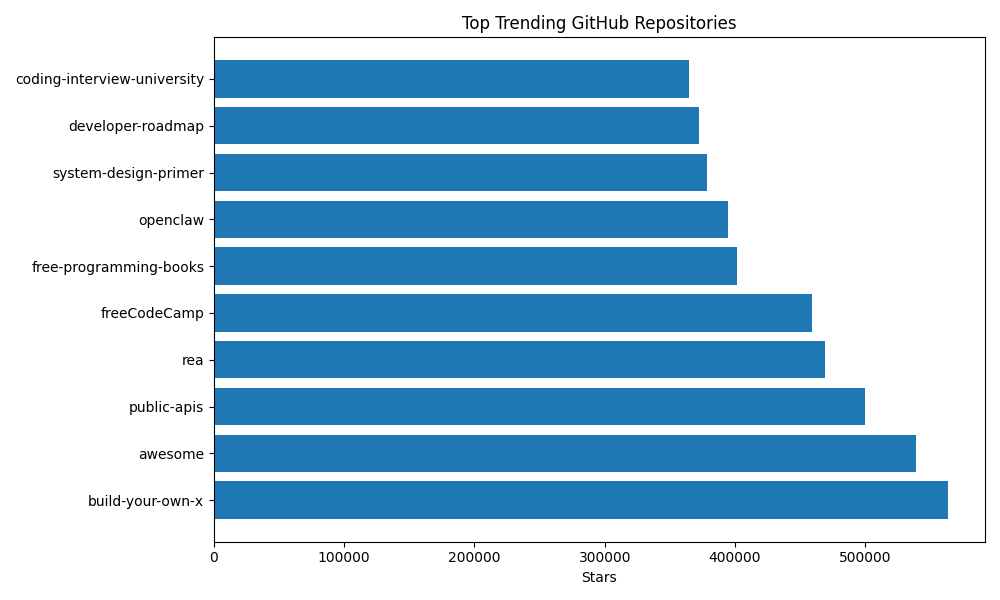 Top Trending GitHub Repositories
coding-interview-university
developer-roadmap
system-design-primer
openclaw
free-programming-books
freeCodeCamp
rea
public-apis
awesome
build-your-own-x
0 100000 200000 300000 400000 500000
Stars